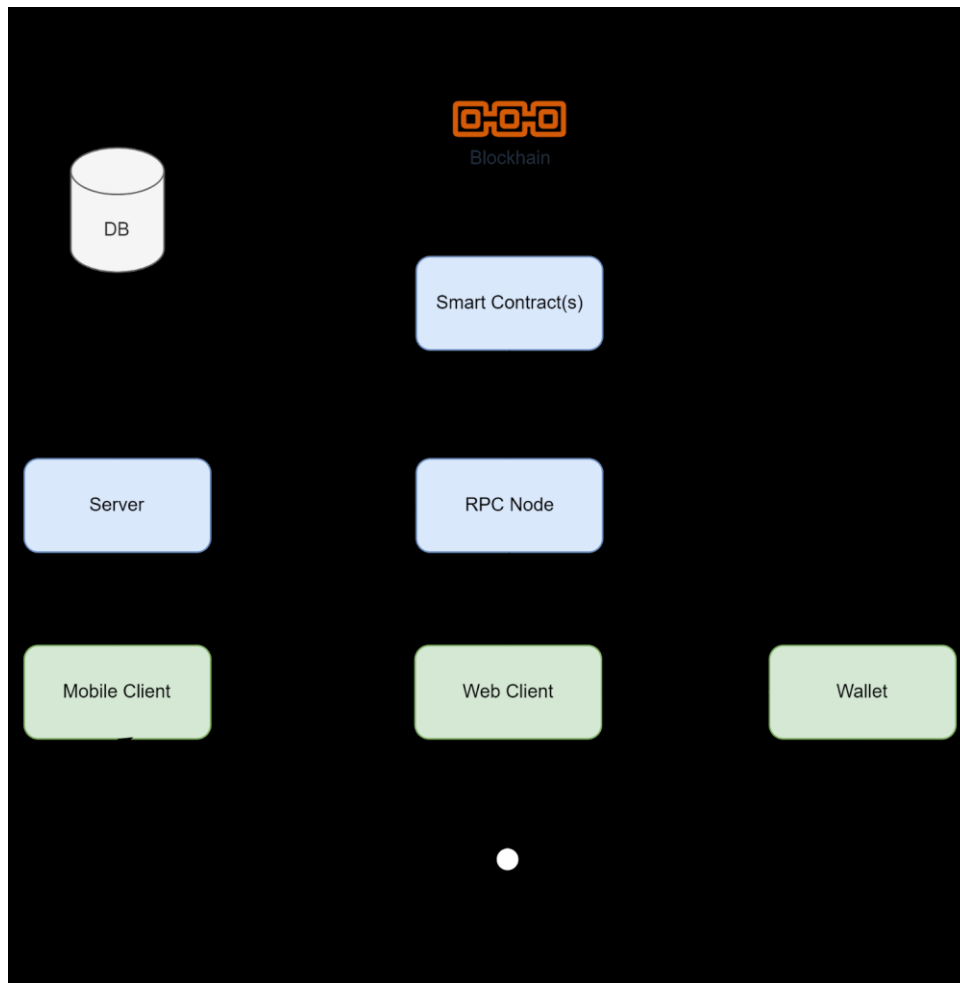 Blockhain
DB
Smart Contract(s)
Server
RPC Node
Mobile Client
Web Client
Wallet